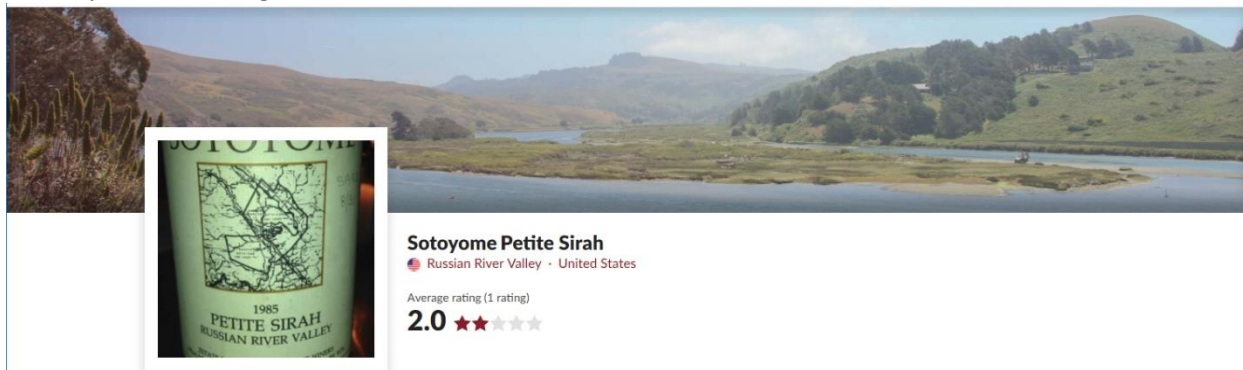 SOTOYOME
1985
PETITE SIRAH
RUSSIAN RIVER VALLEY
Sotoyome Petite Sirah
Russian River Valley · United States
Average rating (1 rating)
2.0